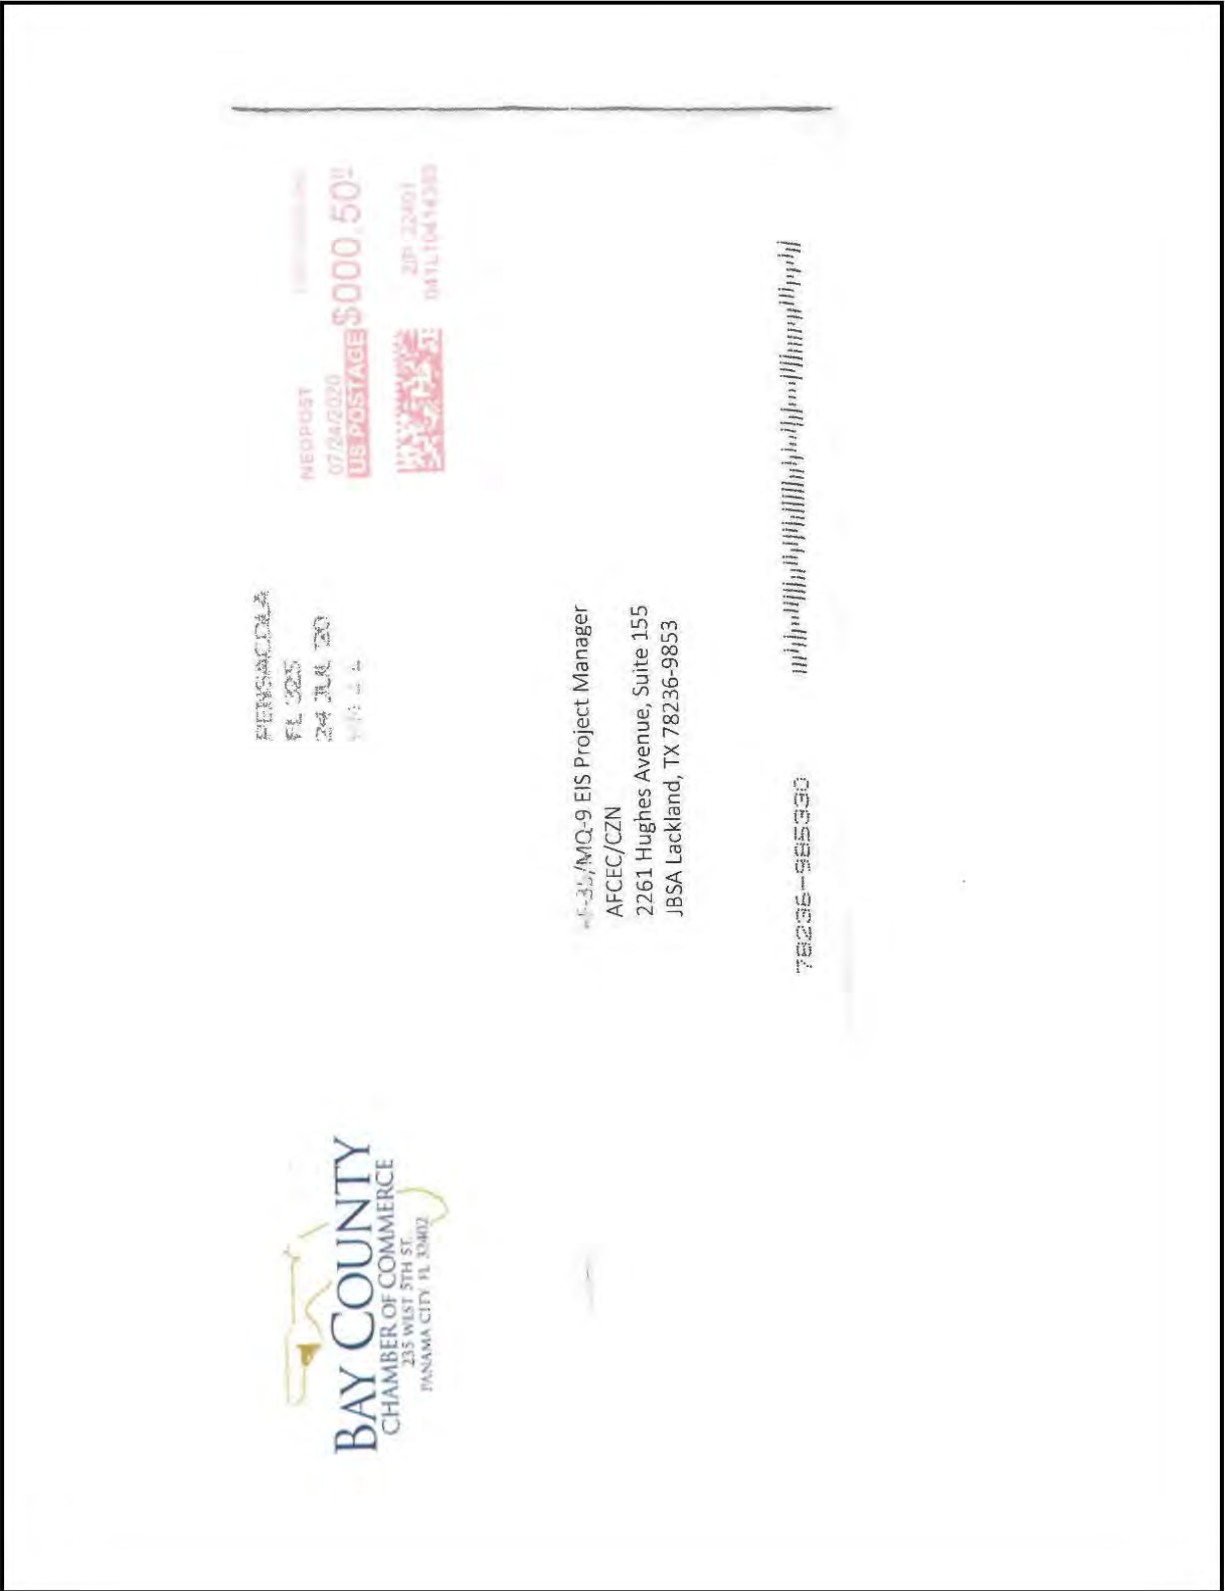 BAY COUNTY
CHAMBER OF COMMERCE
235 WEST 5TH ST.
PANAMA CITY FL 32402
PENSACOLA
FL 325
24 JUL 20
NEOPOST
07/24/2020
US POSTAGE $000.50⁰
ZIP 32401
041L10414385
/MQ-9 EIS Project Manager
AFCEC/CZN
2261 Hughes Avenue, Suite 155
JBSA Lackland, TX 78236-9853
78236-985330